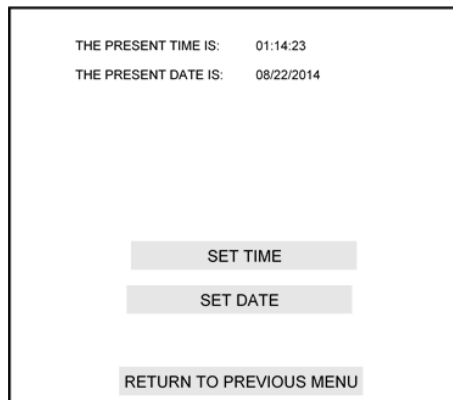 THE PRESENT TIME IS: 01:14:23
THE PRESENT DATE IS: 08/22/2014
SET TIME
SET DATE
RETURN TO PREVIOUS MENU